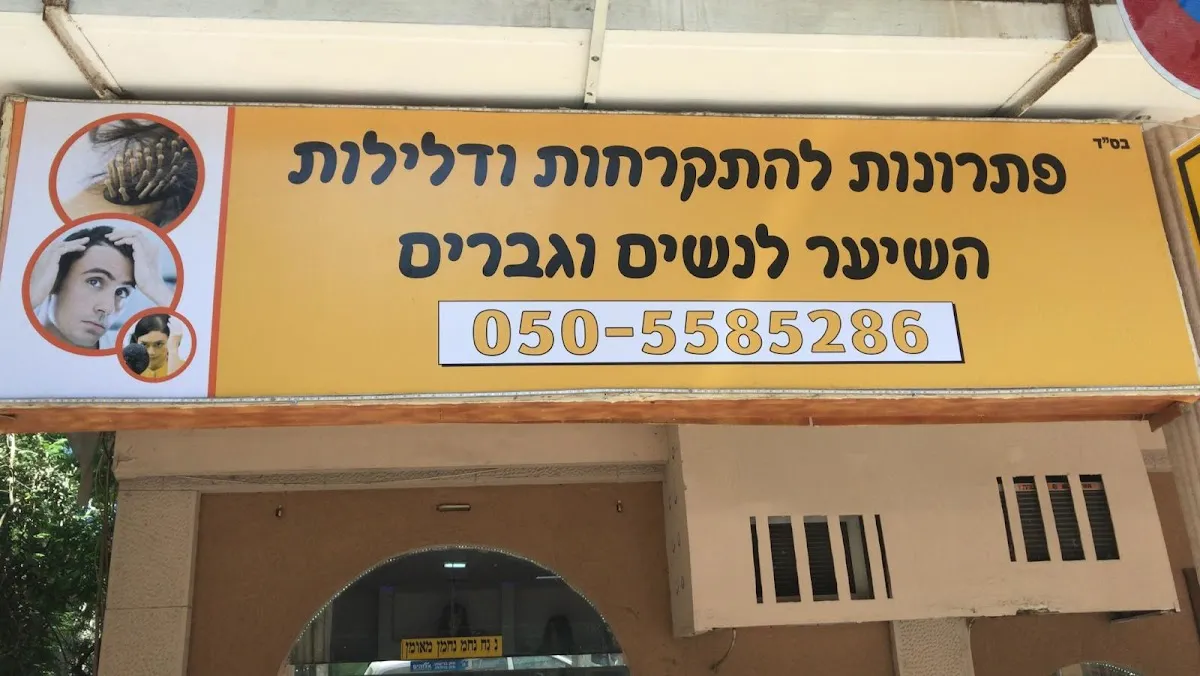 בס"ד
פתרונות להתקרחות ודלילות
השיער לנשים וגברים
050-5585286
נ נח נחמ נחמן מאומן